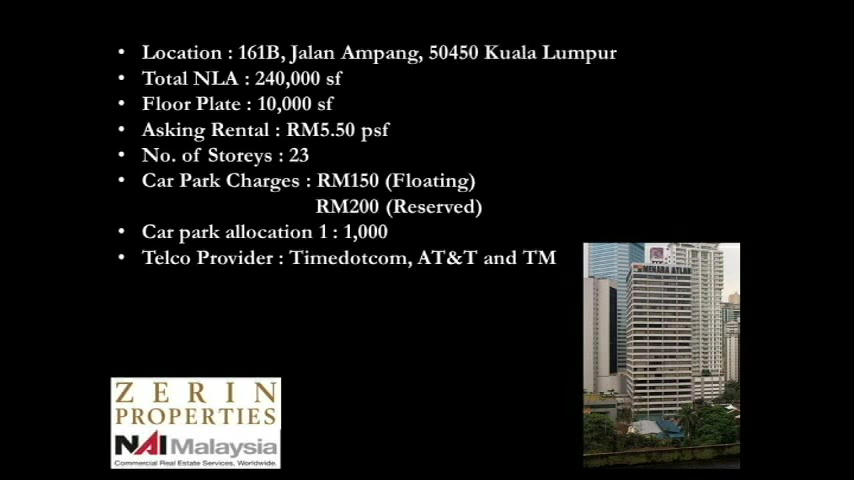 • Location : 161B, Jalan Ampang, 50450 Kuala Lumpur
• Total NLA : 240,000 sf
• Floor Plate : 10,000 sf
• Asking Rental : RM5.50 psf
• No. of Storeys : 23
• Car Park Charges : RM150 (Floating)
RM200 (Reserved)
• Car park allocation 1 : 1,000
• Telco Provider : Timedotcom, AT&T and TM
MENARA ATLAN
ZERIN
PROPERTIES
NAI Malaysia
Commercial Real Estate Services, Worldwide.